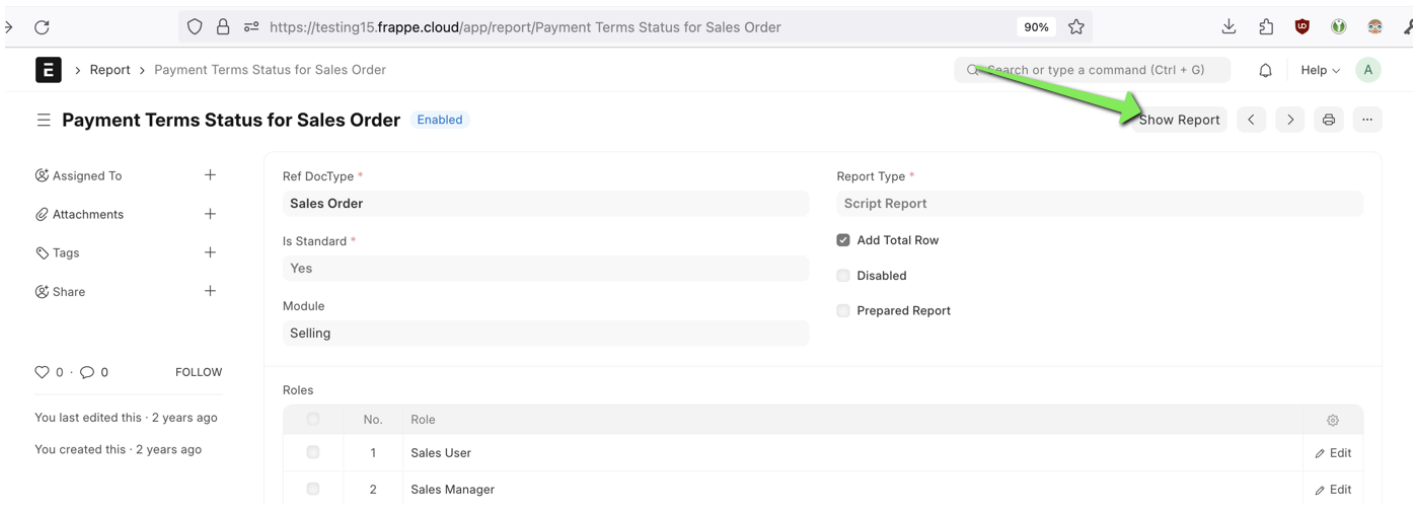 https://testing15.frappe.cloud/app/report/Payment Terms Status for Sales Order 90%
E > Report > Payment Terms Status for Sales Order Search or type a command (Ctrl + G) Help A
Payment Terms Status for Sales Order Enabled Show Report ...
Assigned To
Attachments
Tags
Share
0 · 0 FOLLOW
You last edited this · 2 years ago
You created this · 2 years ago
Ref DocType *
Sales Order
Is Standard *
Yes
Module
Selling
Report Type *
Script Report
Add Total Row
Disabled
Prepared Report
Roles
No. Role
1 Sales User Edit
2 Sales Manager Edit